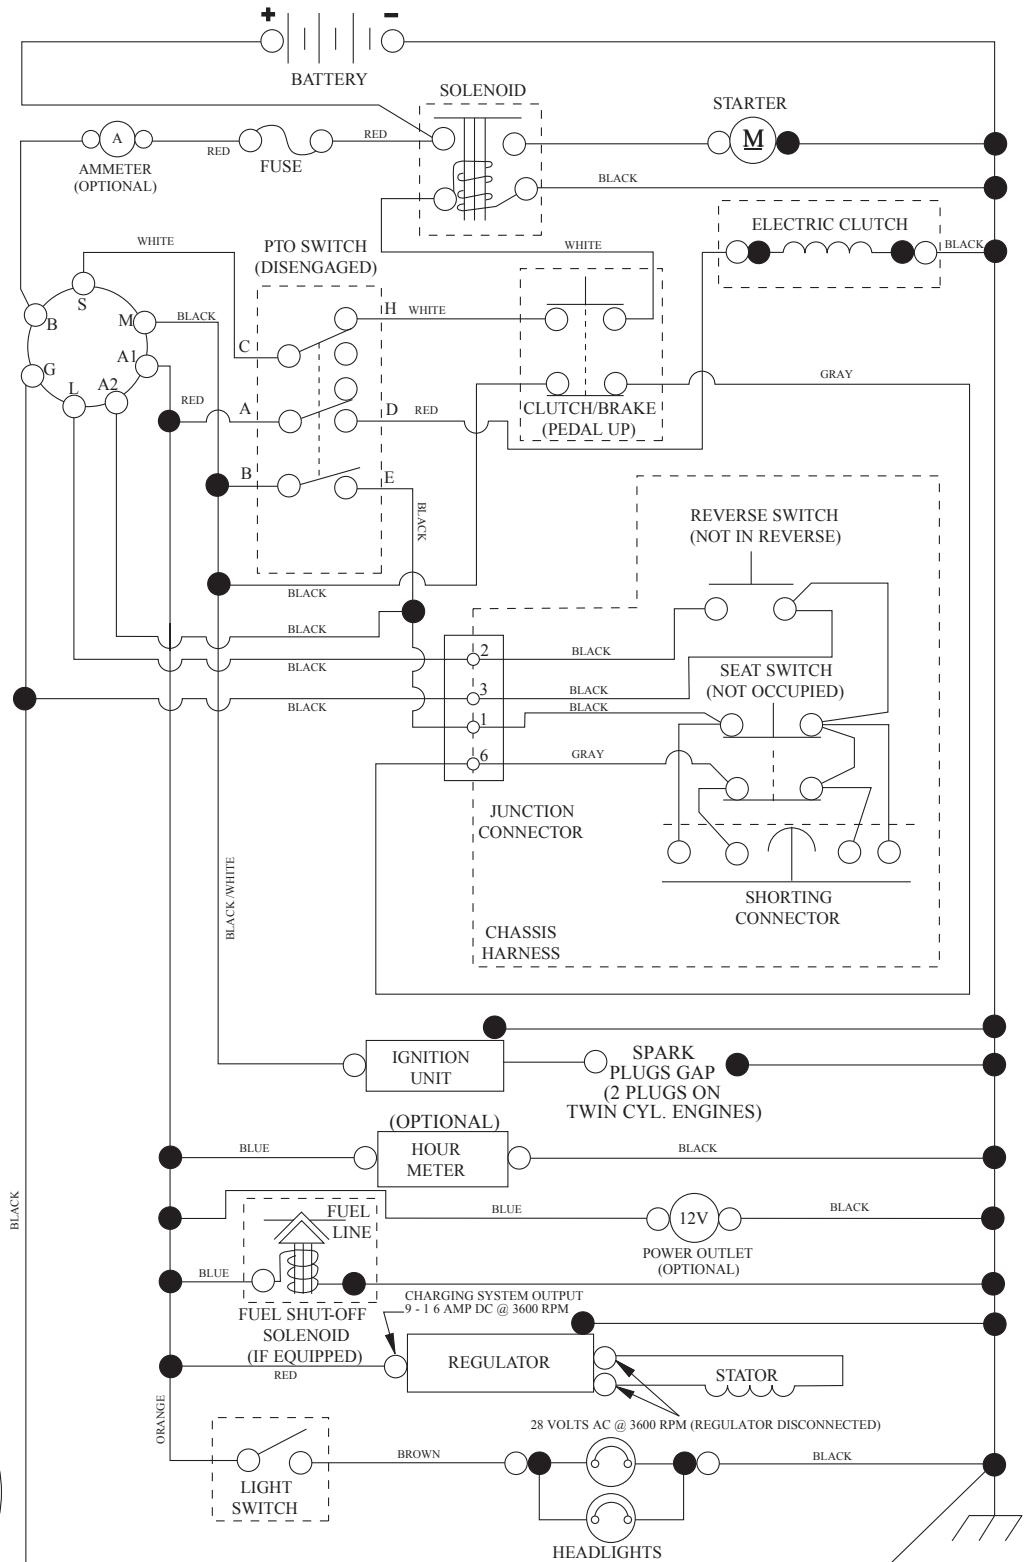 + −
BATTERY
SOLENOID
STARTER
A
M
RED
FUSE
RED
AMMETER
(OPTIONAL)
BLACK
ELECTRIC CLUTCH
BLACK
WHITE
PTO SWITCH
(DISENGAGED)
WHITE
S
B
M
BLACK
H
WHITE
C
A1
G
L
A2
RED
A
D
RED
GRAY
CLUTCH/BRAKE
(PEDAL UP)
B
E
BLACK
REVERSE SWITCH
(NOT IN REVERSE)
BLACK
BLACK
2
BLACK
BLACK
SEAT SWITCH
(NOT OCCUPIED)
3
BLACK
BLACK
BLACK
1
6
GRAY
JUNCTION
CONNECTOR
BLACK /WHITE
SHORTING
CONNECTOR
CHASSIS
HARNESS
IGNITION
UNIT
SPARK
PLUGS GAP
(2 PLUGS ON
TWIN CYL. ENGINES)
(OPTIONAL)
HOUR
METER
BLUE
BLACK
BLACK
FUEL
LINE
BLUE
12V
BLACK
POWER OUTLET
(OPTIONAL)
BLUE
FUEL SHUT-OFF
SOLENOID
(IF EQUIPPED)
CHARGING SYSTEM OUTPUT
9 - 1 6 AMP DC @ 3600 RPM
REGULATOR
STATOR
RED
ORANGE
28 VOLTS AC @ 3600 RPM (REGULATOR DISCONNECTED)
BROWN
BLACK
LIGHT
SWITCH
HEADLIGHTS